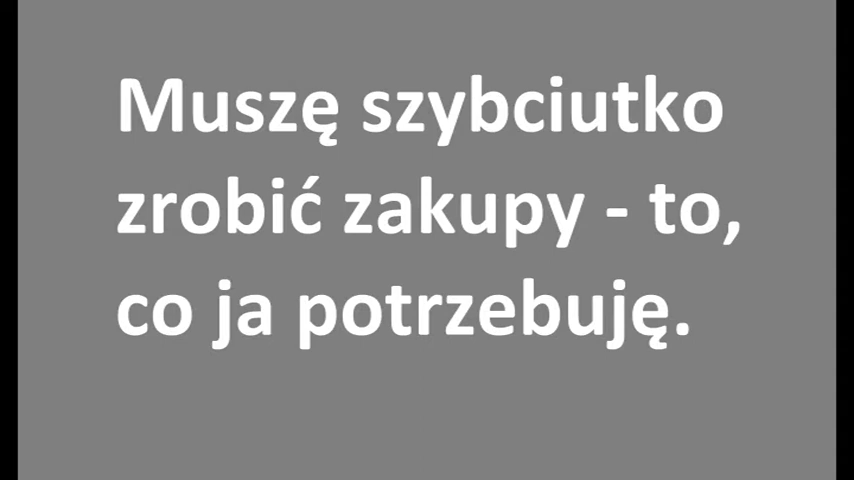 Muszę szybciutko
zrobić zakupy - to,
co ja potrzebuję.